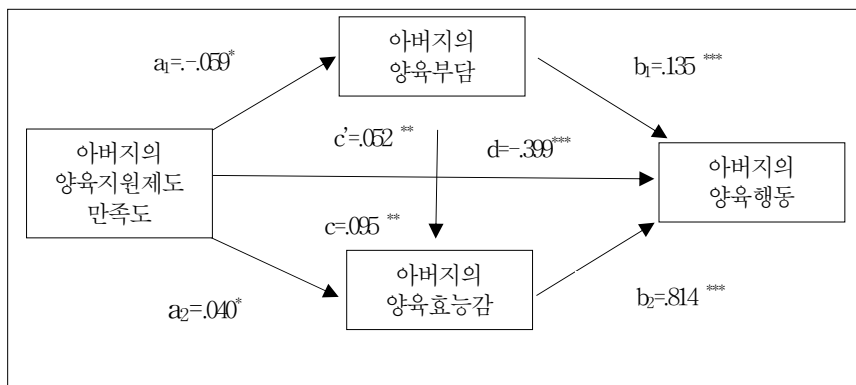 아버지의
양육부담
a₁=.-.059*
b₁=.135 ***
c'=.052 **
d=-.399***
아버지의
양육지원제도
만족도
아버지의
양육행동
c=.095 **
아버지의
양육효능감
a₂=.040*
b₂=.814 ***